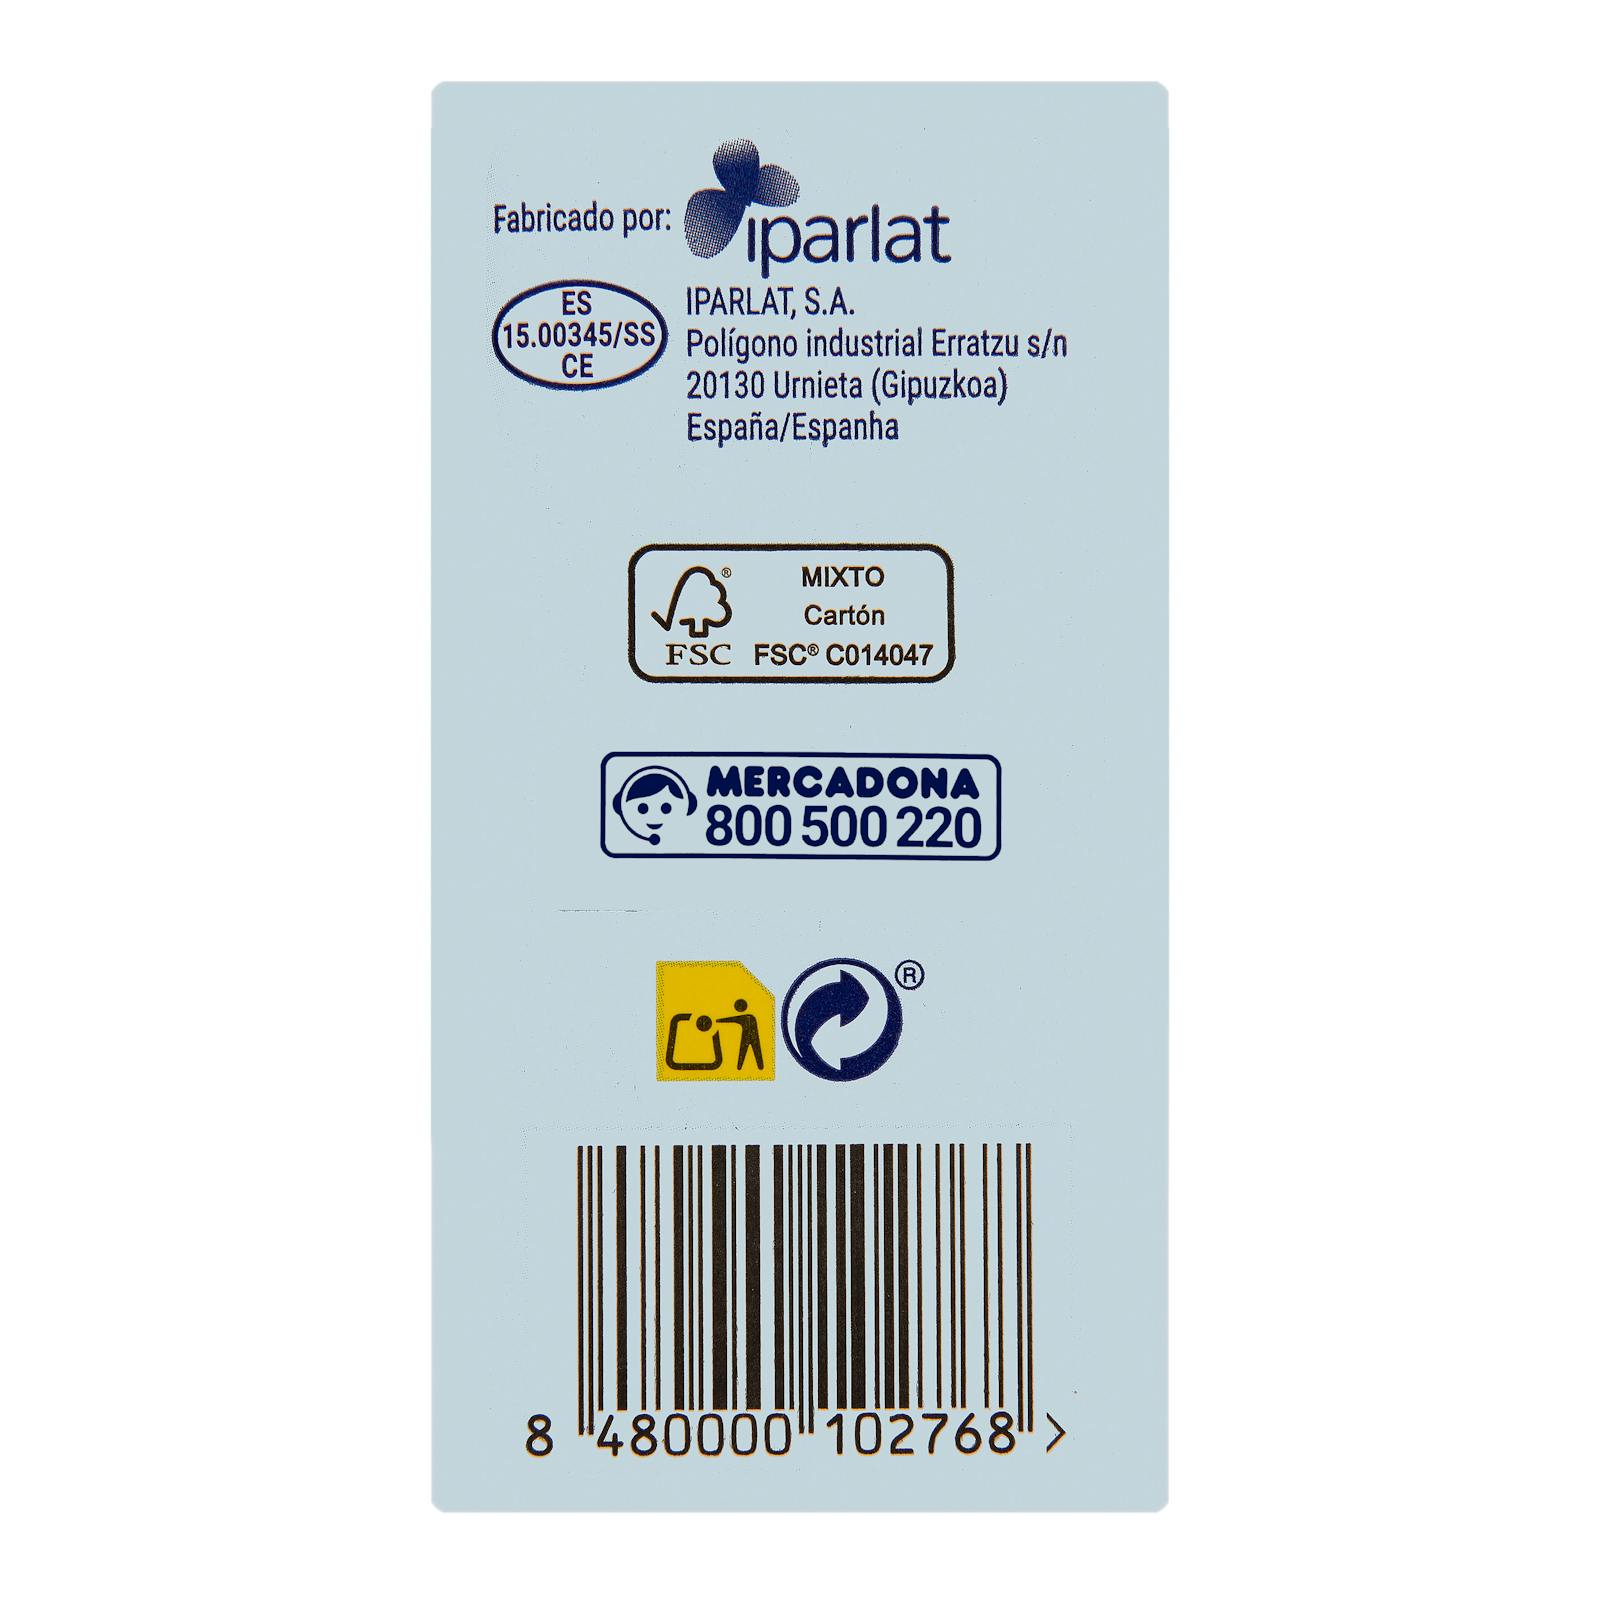 Fabricado por:
iparlat
ES
15.00345/SS
CE
IPARLAT, S.A.
Polígono industrial Erratzu s/n
20130 Urnieta (Gipuzkoa)
España/Espanha
®
FSC
MIXTO
Cartón
FSC® C014047
MERCADONA
800 500 220
®
8 480000 102768 >